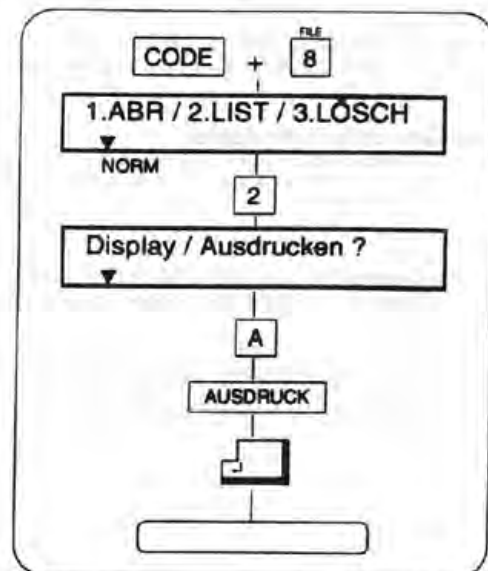 FILE
CODE + 8
1.ABR / 2.LIST / 3.LÖSCH
NORM
2
Display / Ausdrucken ?
A
AUSDRUCK